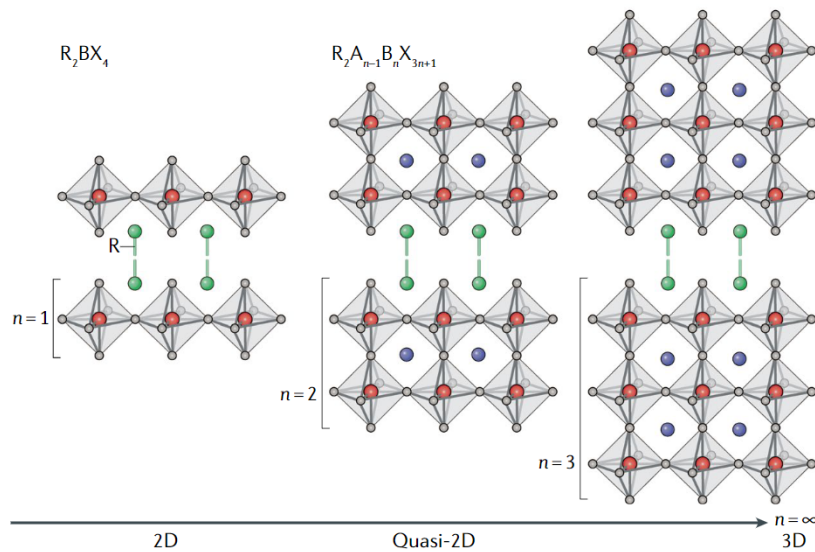 R₂BX₄
R₂Aₙ₋₁BₙX₃ₙ₊₁
R
n = 1
n = 2
n = 3
n = ∞
2D
Quasi-2D
3D